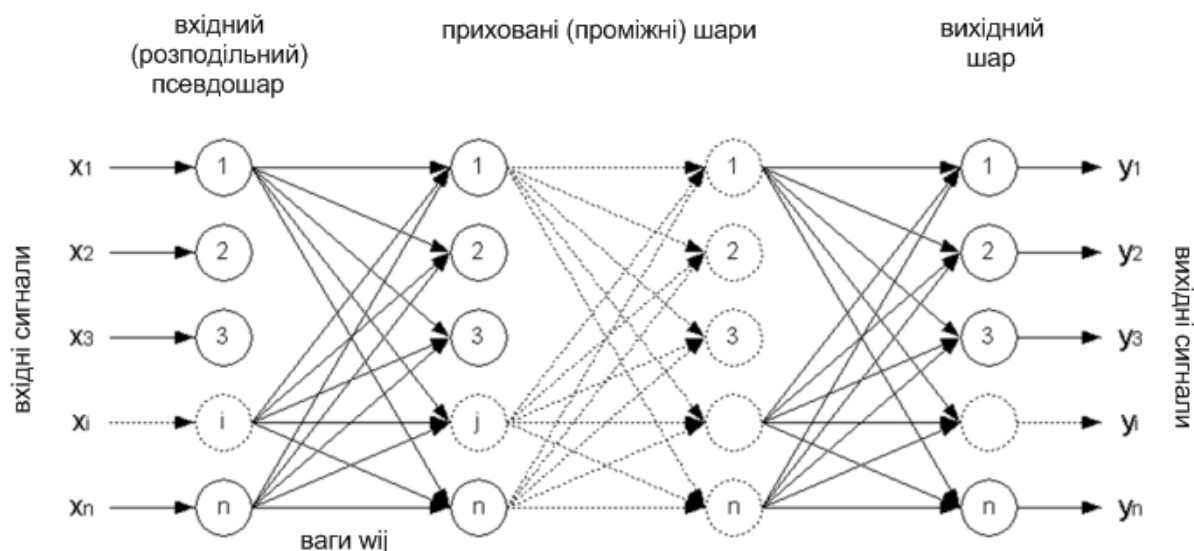 вхідний
(розподільний)
псевдошар
приховані (проміжні) шари
вихідний
шар
вхідні сигнали
x1 1 1 1 1 y1
x2 2 2 2 2 y2
x3 3 3 3 3 y3
xi i j yi
xn n n n n yn
вихідні сигнали
ваги wij